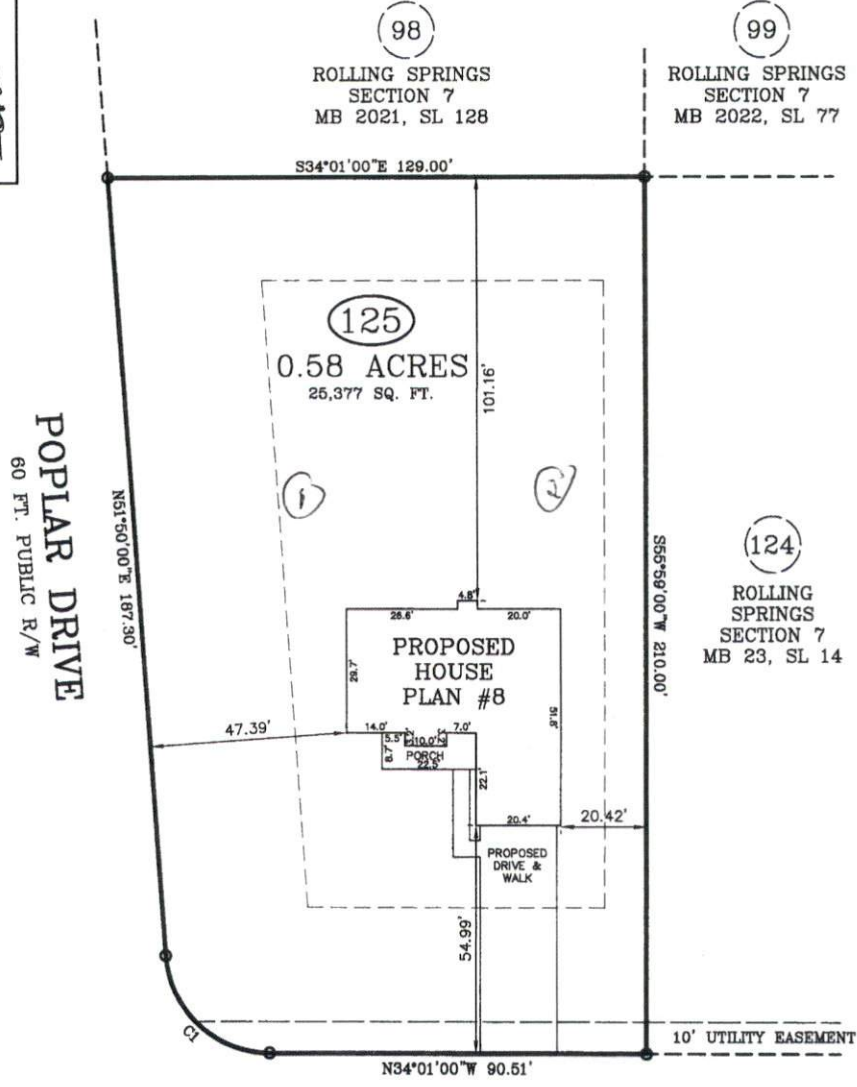 98
ROLLING SPRINGS
SECTION 7
MB 2021, SL 128
99
ROLLING SPRINGS
SECTION 7
MB 2022, SL 77
S34°01'00"E 129.00'
125
0.58 ACRES
25,377 SQ. FT.
101.16'
1
2
POPLAR DRIVE
60 FT. PUBLIC R/W
N51°50'00"E 187.30'
S55°59'00"W 210.00'
124
ROLLING
SPRINGS
SECTION 7
MB 23, SL 14
4.8'
26.6'
20.0'
PROPOSED
HOUSE
PLAN #8
29.7'
51.8'
47.39'
14.0'
7.0'
5.5'
10.0'
8.7'
PORCH
22.5'
22.1'
20.4'
20.42'
PROPOSED
DRIVE &
WALK
54.99'
C1
10' UTILITY EASEMENT
N34°01'00"W 90.51'